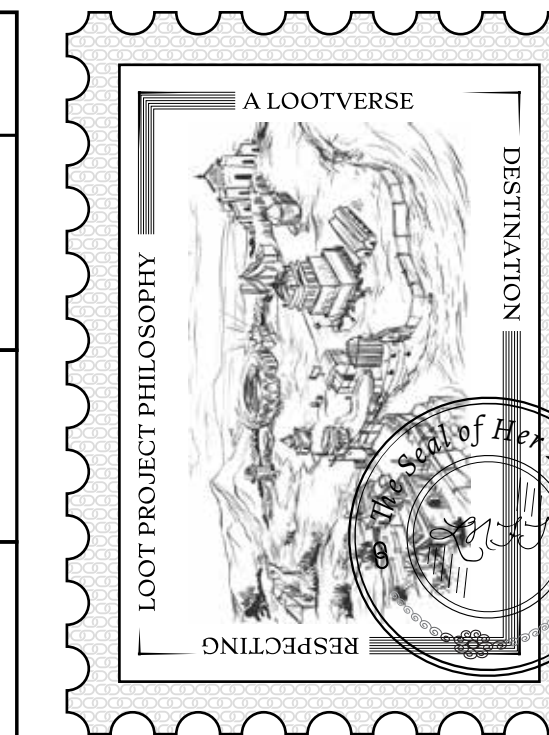 A LOOTVERSE
DESTINATION
RESPECTING
LOOT PROJECT PHILOSOPHY
The Seal of Her